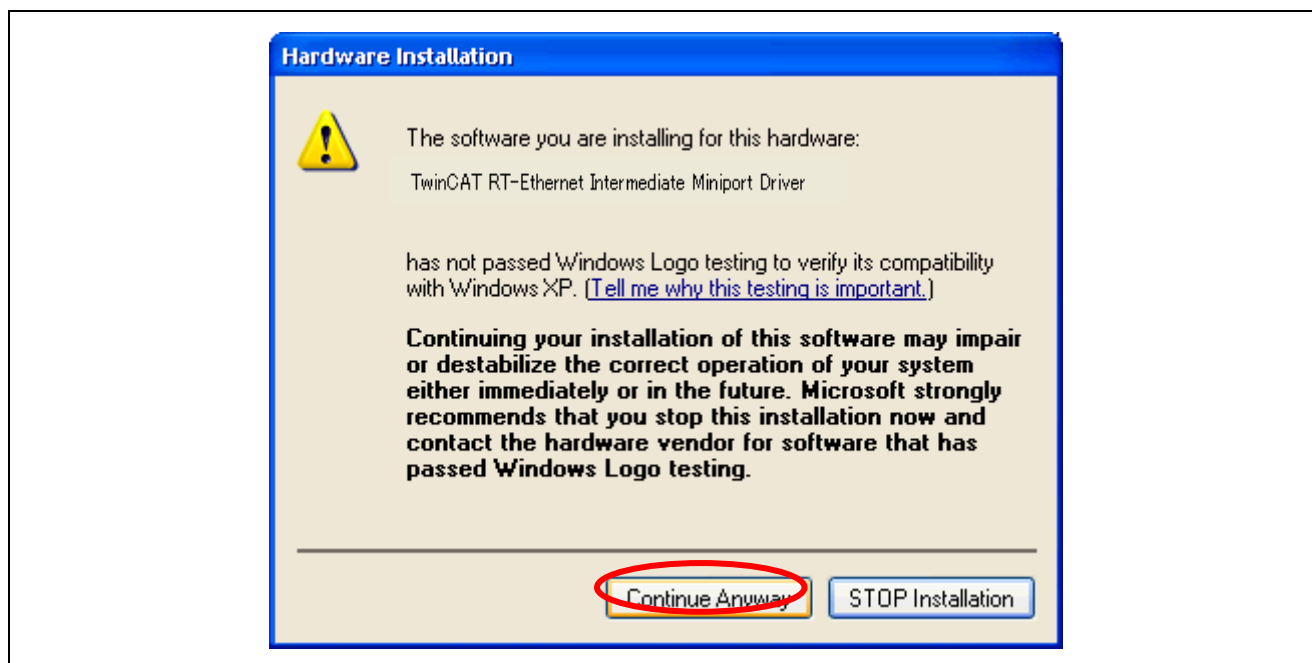 Hardware Installation
The software you are installing for this hardware:
TwinCAT RT-Ethernet Intermediate Miniport Driver
has not passed Windows Logo testing to verify its compatibility
with Windows XP. (Tell me why this testing is important.)
Continuing your installation of this software may impair
or destabilize the correct operation of your system
either immediately or in the future. Microsoft strongly
recommends that you stop this installation now and
contact the hardware vendor for software that has
passed Windows Logo testing.
Continue Anyway
STOP Installation